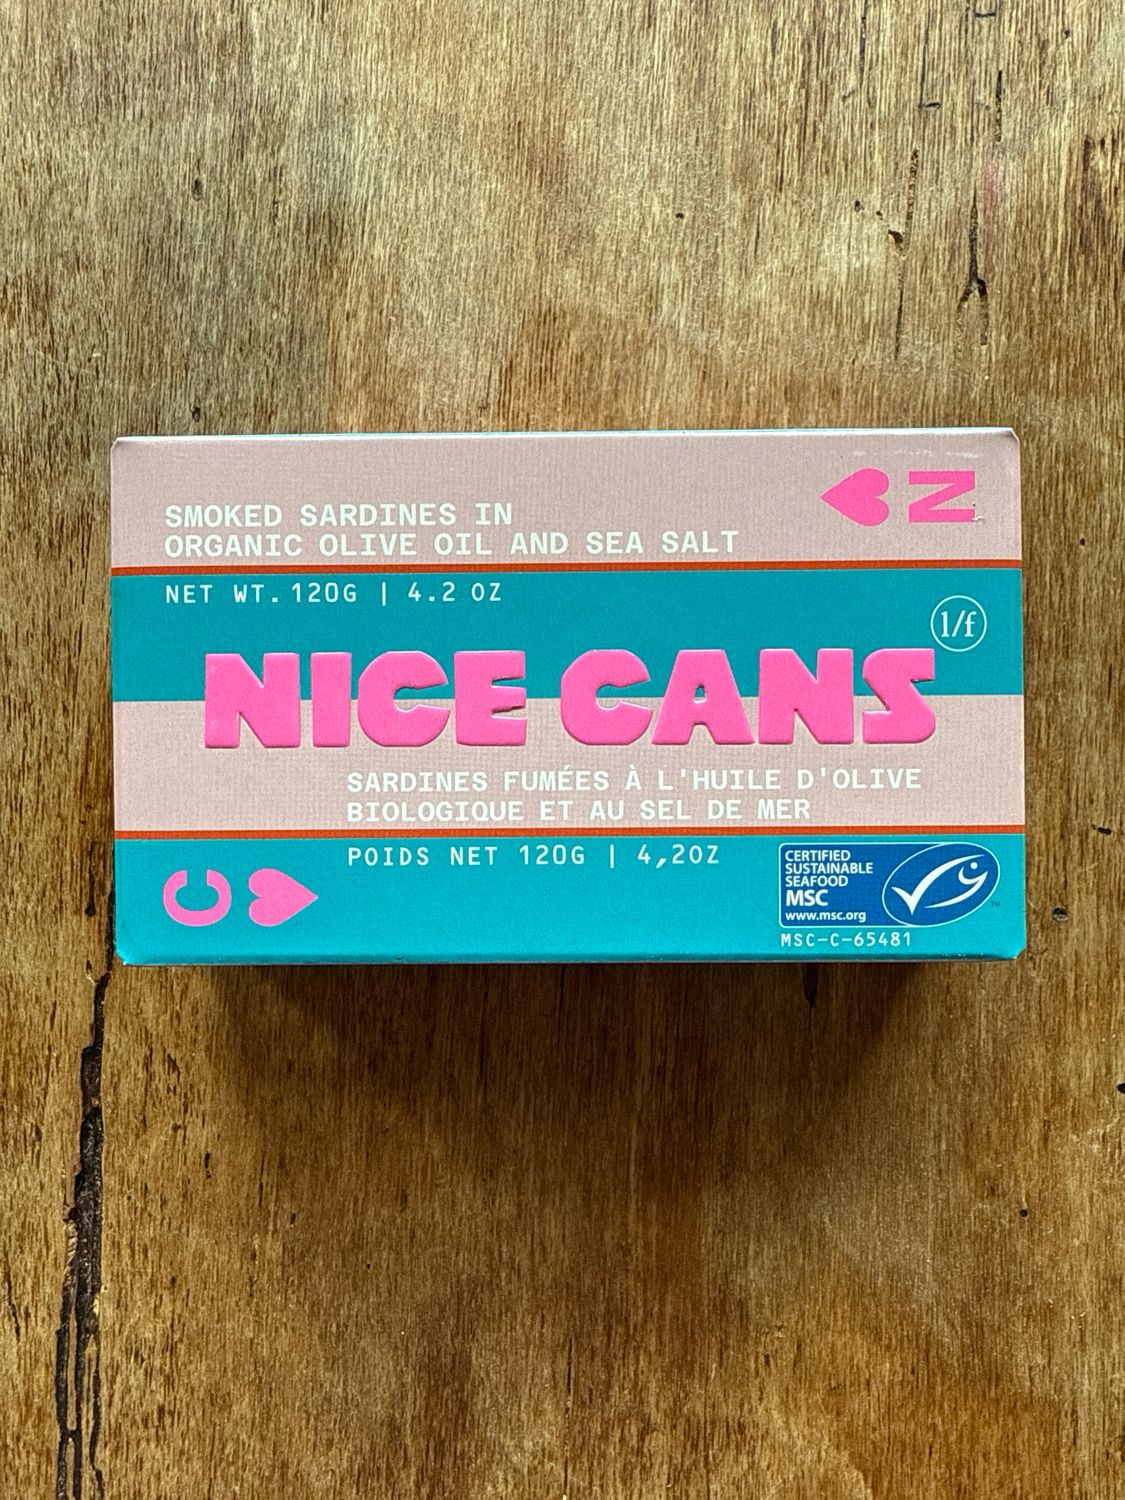 SMOKED SARDINES IN
ORGANIC OLIVE OIL AND SEA SALT
N
NET WT. 120G | 4.2 OZ
l/f
NICE CANS
SARDINES FUMÉES À L'HUILE D'OLIVE
BIOLOGIQUE ET AU SEL DE MER
POIDS NET 120G | 4,2OZ
C
CERTIFIED
SUSTAINABLE
SEAFOOD
MSC
www.msc.org
TM
MSC-C-65481